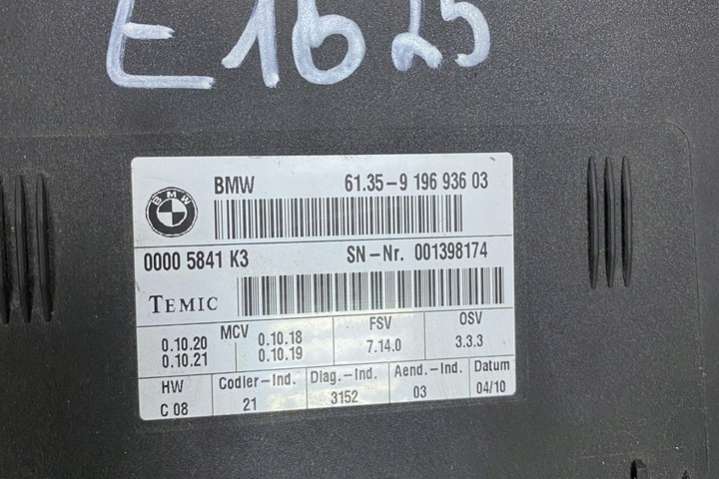 E1625
BMW
BMW 61.35-9 196 936 03
0000 5841 K3 SN-Nr. 001398174
TEMIC
0.10.20 MCV 0.10.18 FSV OSV
0.10.21 0.10.19 7.14.0 3.3.3
HW Codier-Ind. Diag.-Ind. Aend.-Ind. Datum
C 08 21 3152 03 04/10